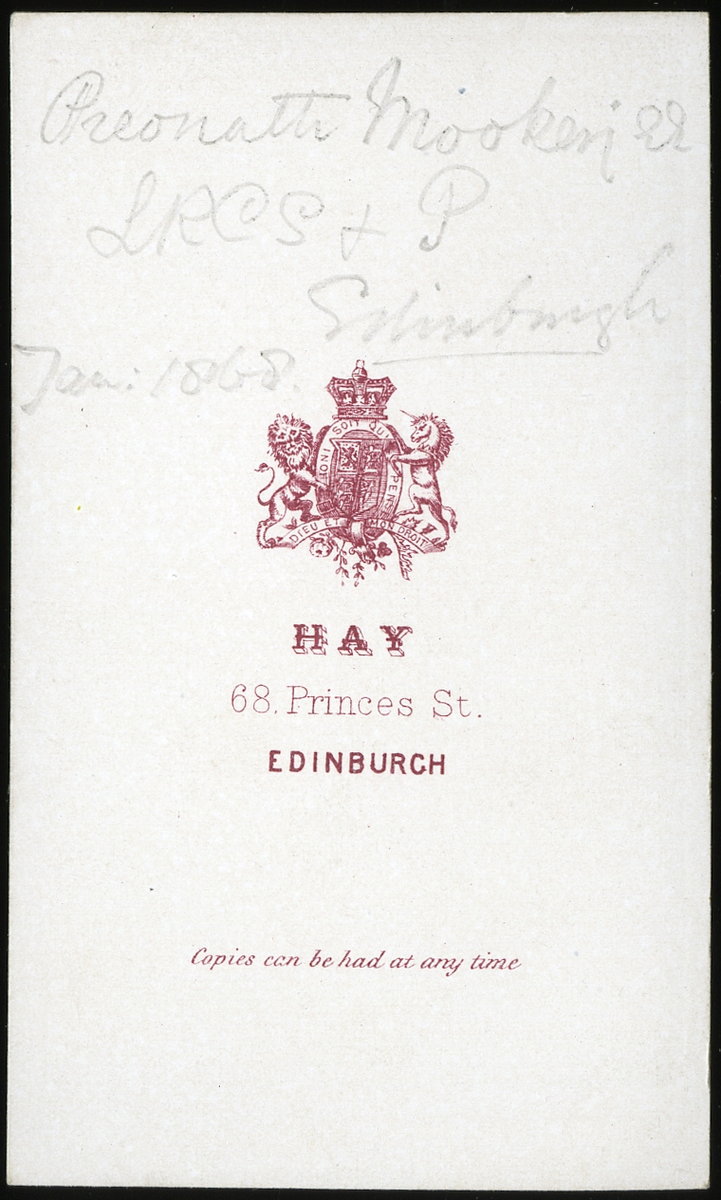 Preonath Mookerjee
LRCS & P
Edinburgh
Jan: 1868.
HONI SOIT QUI
PENSE
DIEU ET MON DROIT
HAY
68. Princes St.
EDINBURGH
Copies can be had at any time